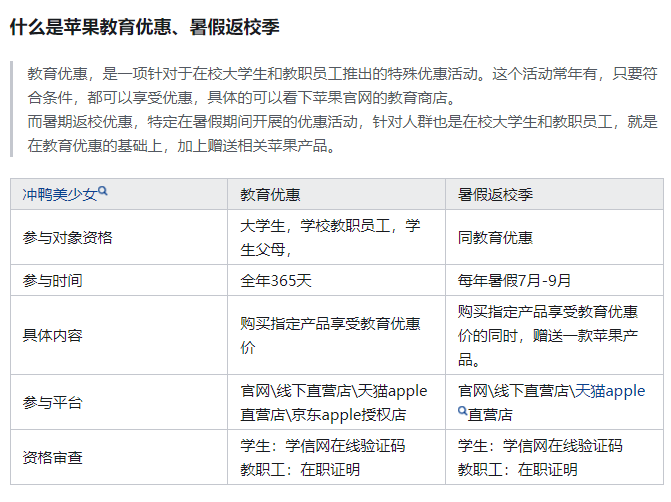 什么是苹果教育优惠、暑假返校季
教育优惠，是一项针对于在校大学生和教职员工推出的特殊优惠活动。这个活动常年有，只要符
合条件，都可以享受优惠，具体的可以看下苹果官网的教育商店。
而暑期返校优惠，特定在暑假期间开展的优惠活动，针对人群也是在校大学生和教职员工，就是
在教育优惠的基础上，加上赠送相关苹果产品。
冲鸭美少女
教育优惠
暑假返校季
参与对象资格
大学生，学校教职员工，学
生父母，
同教育优惠
参与时间
全年365天
每年暑假7月-9月
具体内容
购买指定产品享受教育优惠
价
购买指定产品享受教育优惠
价的同时，赠送一款苹果产
品。
参与平台
官网\线下直营店\天猫apple
直营店\京东apple授权店
官网\线下直营店\天猫apple
直营店
资格审查
学生：学信网在线验证码
教职工：在职证明
学生：学信网在线验证码
教职工：在职证明